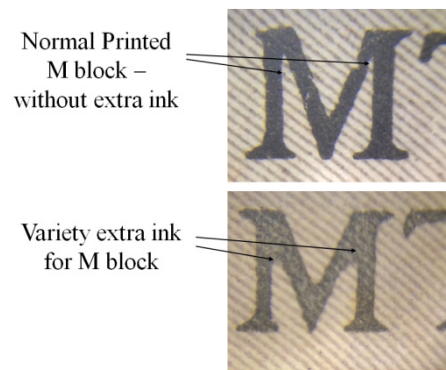 Normal Printed
M block –
without extra ink
M
Variety extra ink
for M block
M